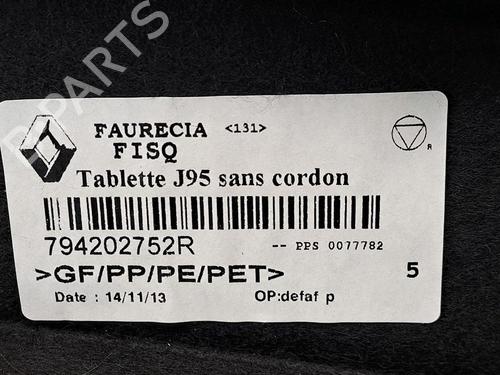 B-PARTS
FAURECIA <131>
FISQ
R
Tablette J95 sans cordon
794202752R -- PPS 0077782
>GF/PP/PE/PET> 5
Date : 14/11/13 OP:defaf p